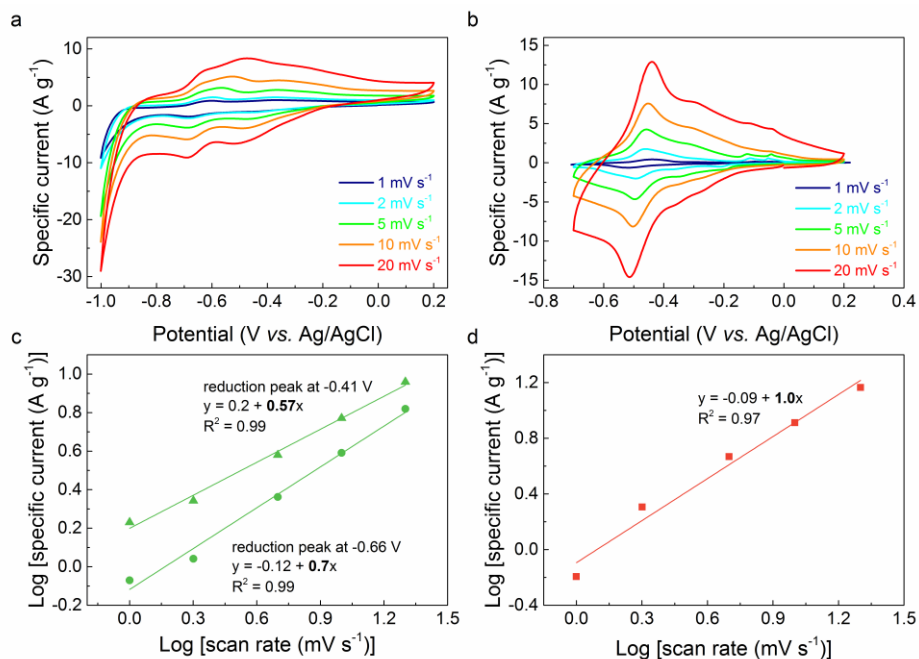 a
Specific current (A g⁻¹)
10
0
-10
-20
-30
-1.0 -0.8 -0.6 -0.4 -0.2 0.0 0.2
Potential (V vs. Ag/AgCl)
1 mV s⁻¹
2 mV s⁻¹
5 mV s⁻¹
10 mV s⁻¹
20 mV s⁻¹
b
Specific current (A g⁻¹)
15
10
5
0
-5
-10
-15
-0.8 -0.6 -0.4 -0.2 0.0 0.2 0.4
Potential (V vs. Ag/AgCl)
1 mV s⁻¹
2 mV s⁻¹
5 mV s⁻¹
10 mV s⁻¹
20 mV s⁻¹
c
Log [specific current (A g⁻¹)]
1.0
0.8
0.6
0.4
0.2
0.0
-0.2
reduction peak at -0.41 V
y = 0.2 + 0.57x
R² = 0.99
reduction peak at -0.66 V
y = -0.12 + 0.7x
R² = 0.99
0.0 0.3 0.6 0.9 1.2 1.5
Log [scan rate (mV s⁻¹)]
d
Log [specific current (A g⁻¹)]
1.2
0.8
0.4
0.0
-0.4
y = -0.09 + 1.0x
R² = 0.97
0.0 0.3 0.6 0.9 1.2 1.5
Log [scan rate (mV s⁻¹)]